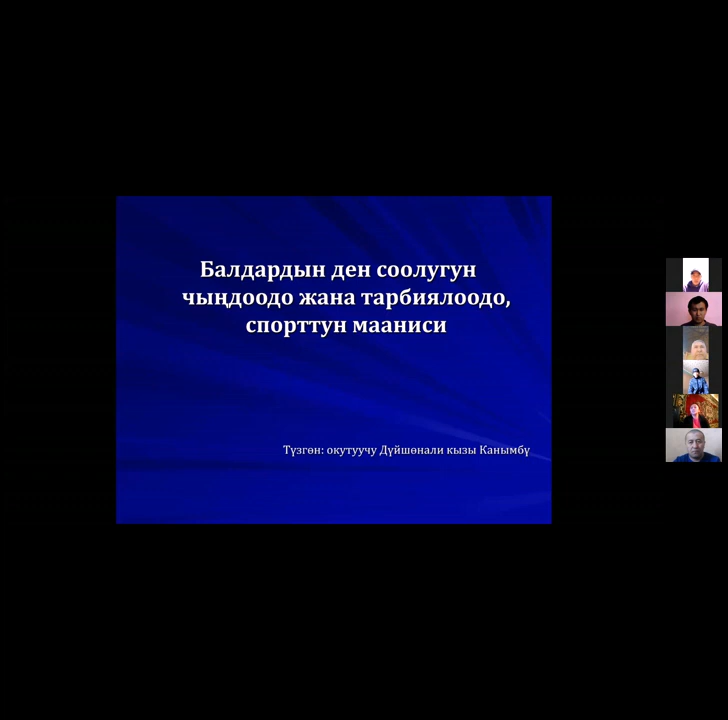 Балдардын ден соолугун
чыңдоодо жана тарбиялоодо,
спорттун мааниси
Түзгөн: окутуучу Дүйшөнали кызы Канымбү